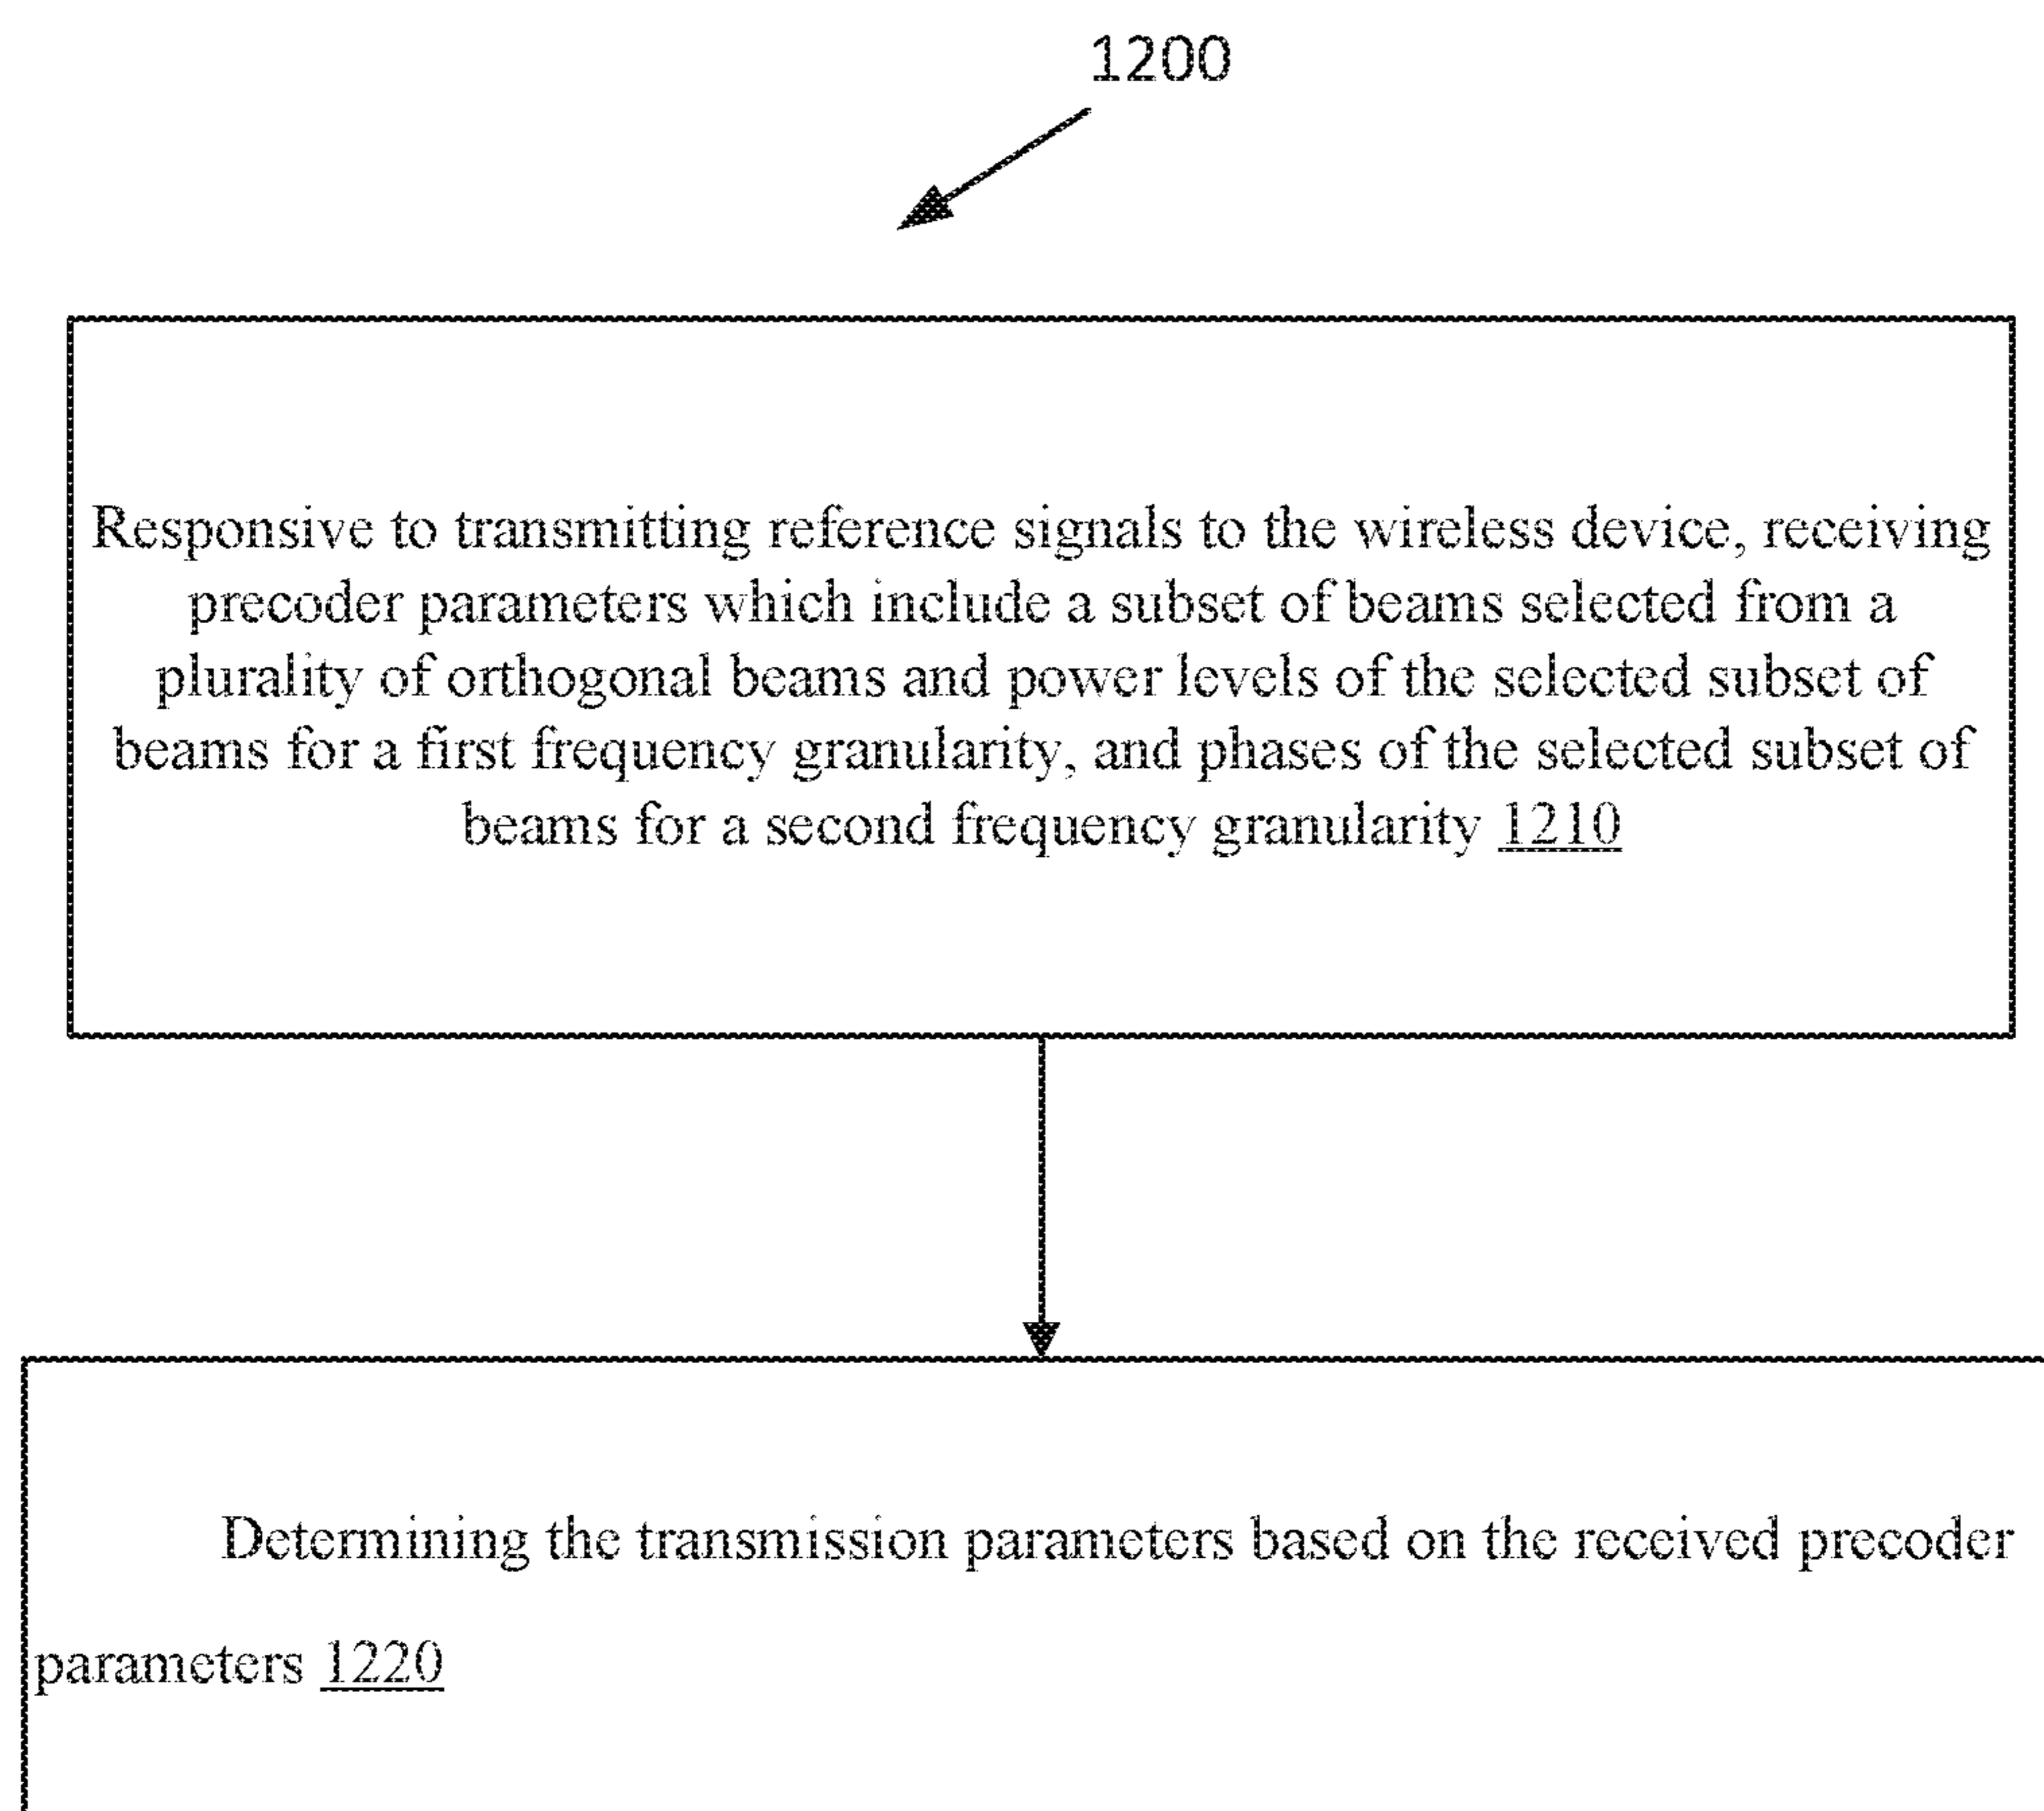 1200
Responsive to transmitting reference signals to the wireless device, receiving
precoder parameters which include a subset of beams selected from a
plurality of orthogonal beams and power levels of the selected subset of
beams for a first frequency granularity, and phases of the selected subset of
beams for a second frequency granularity 1210
Determining the transmission parameters based on the received precoder
parameters 1220